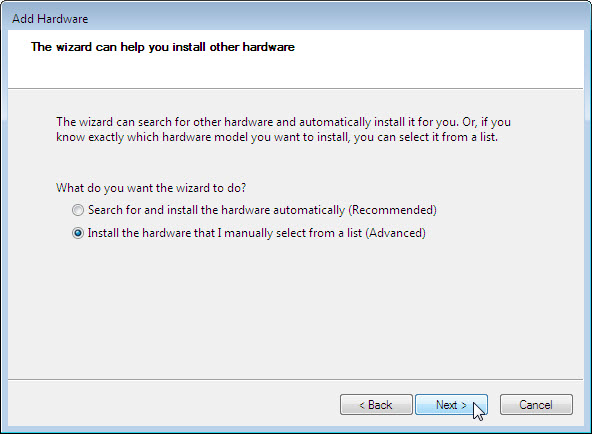 Add Hardware
The wizard can help you install other hardware
The wizard can search for other hardware and automatically install it for you. Or, if you
know exactly which hardware model you want to install, you can select it from a list.
What do you want the wizard to do?
Search for and install the hardware automatically (Recommended)
Install the hardware that I manually select from a list (Advanced)
< Back Next > Cancel